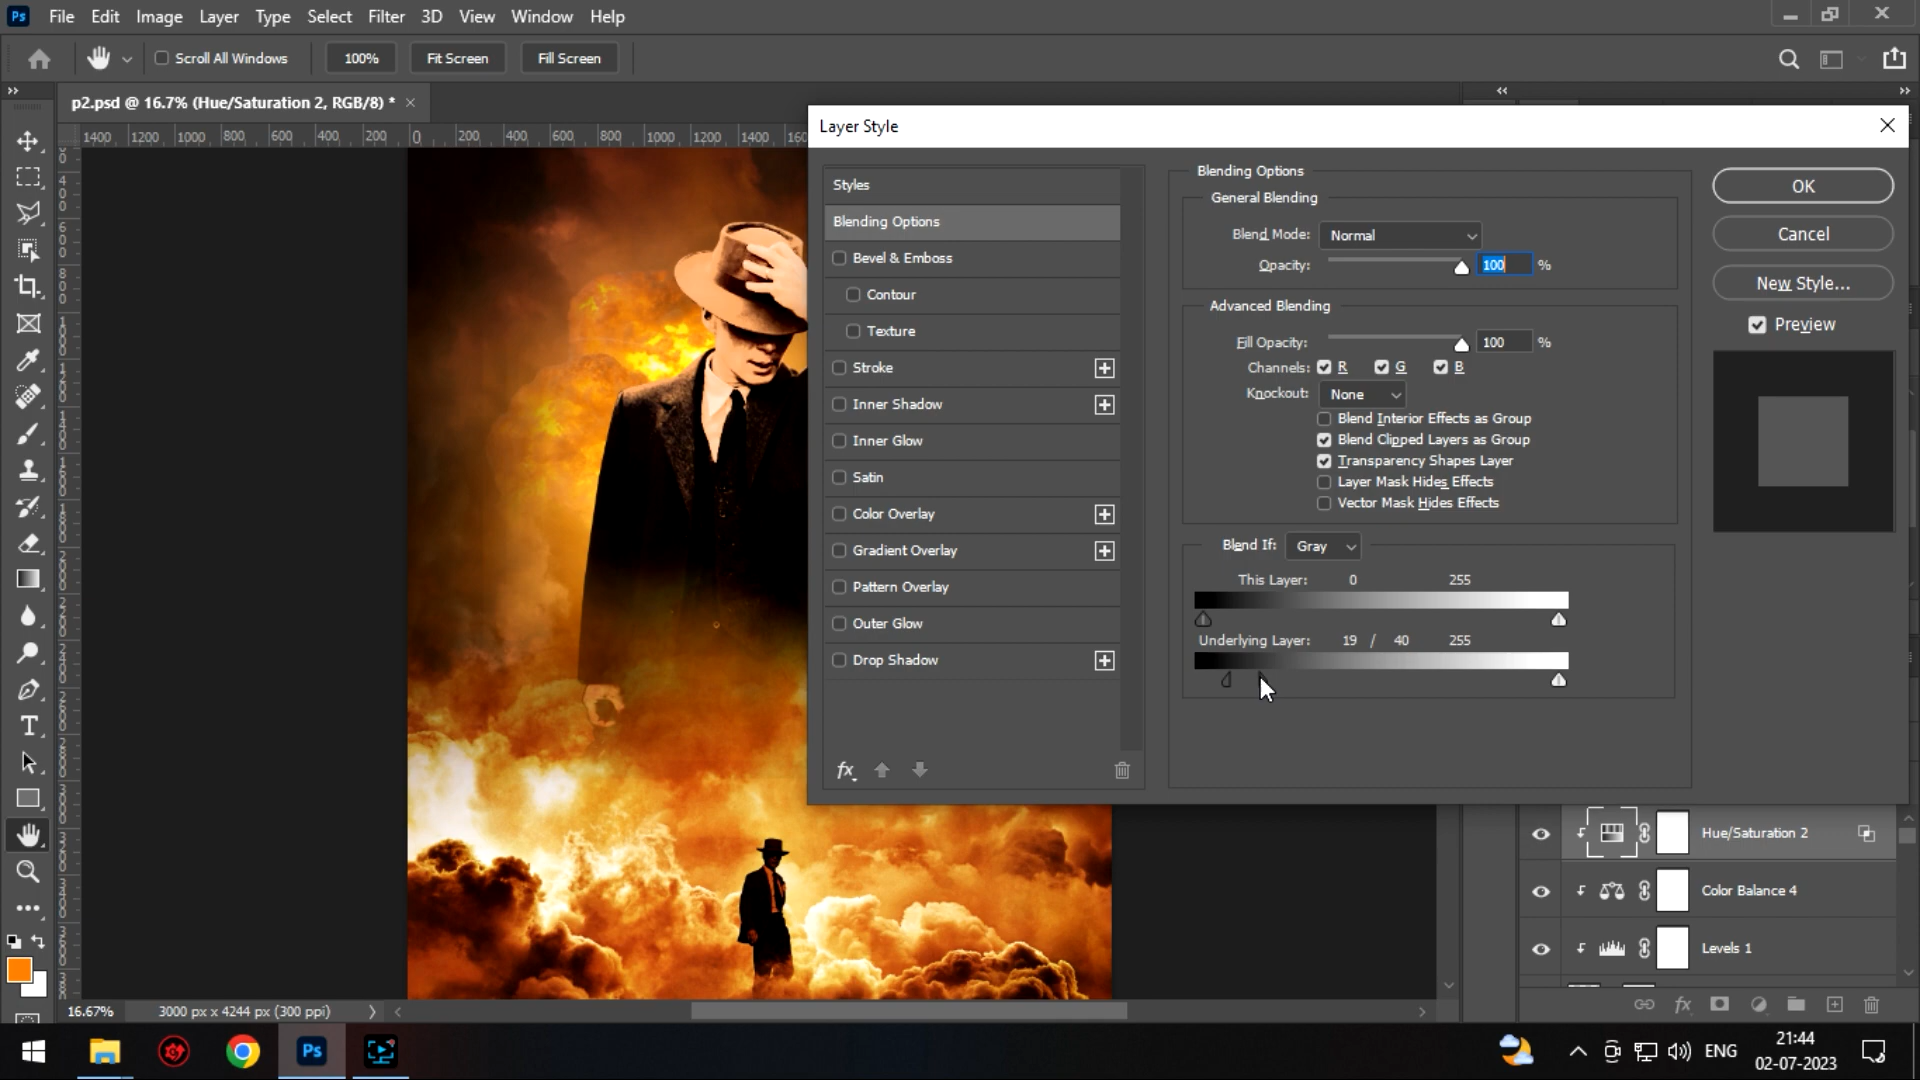 Ps File Edit Image Layer Type Select Filter 3D View Window Help
Scroll All Windows 100% Fit Screen Fill Screen
p2.psd @ 16.7% (Hue/Saturation 2, RGB/8) *
1400 1200 1000 800 600 400 200 0 200 400 600 800 1000 1200 1400
Layer Style
Styles
Blending Options
Bevel & Emboss
Contour
Texture
Stroke
Inner Shadow
Inner Glow
Satin
Color Overlay
Gradient Overlay
Pattern Overlay
Outer Glow
Drop Shadow
fx
Blending Options
General Blending
Blend Mode: Normal
Opacity: 100 %
Advanced Blending
Fill Opacity: 100 %
Channels: R G B
Knockout: None
Blend Interior Effects as Group
Blend Clipped Layers as Group
Transparency Shapes Layer
Layer Mask Hides Effects
Vector Mask Hides Effects
Blend If: Gray
This Layer: 0 255
Underlying Layer: 19 / 40 255
OK
Cancel
New Style...
Preview
Hue/Saturation 2
Color Balance 4
Levels 1
fx
16.67% 3000 px x 4244 px (300 ppi)
Ps
ENG
21:44
02-07-2023